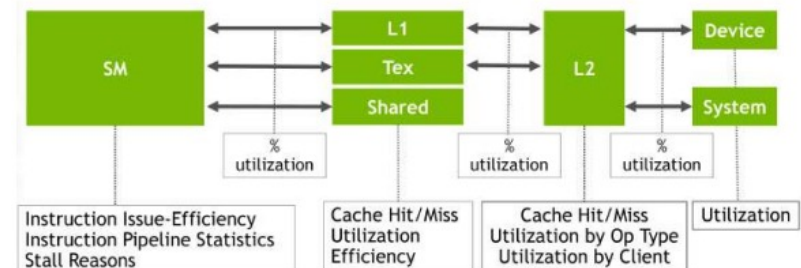 L1
Device
SM
Tex
L2
Shared
System
%
utilization
%
utilization
%
utilization
Instruction Issue-Efficiency
Instruction Pipeline Statistics
Stall Reasons
Cache Hit/Miss
Utilization
Efficiency
Cache Hit/Miss
Utilization by Op Type
Utilization by Client
Utilization